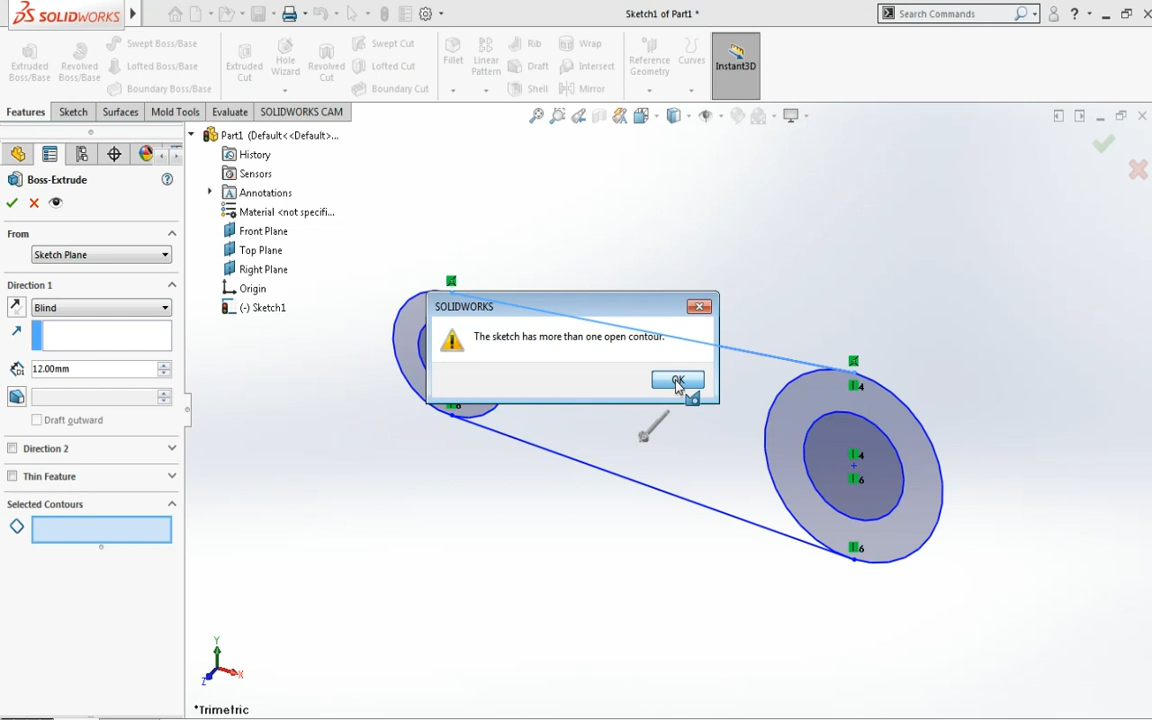 SOLIDWORKS
Sketch1 of Part1 *
Search Commands
?
Extruded Boss/Base
Revolved Boss/Base
Swept Boss/Base
Lofted Boss/Base
Boundary Boss/Base
Extruded Cut
Hole Wizard
Revolved Cut
Swept Cut
Lofted Cut
Boundary Cut
Fillet
Linear Pattern
Rib
Draft
Shell
Wrap
Intersect
Mirror
Reference Geometry
Curves
Instant3D
Features
Sketch
Surfaces
Mold Tools
Evaluate
SOLIDWORKS CAM
Part1 (Default<<Default>...
History
Sensors
Annotations
Material <not specifi...
Front Plane
Top Plane
Right Plane
Origin
(-) Sketch1
Boss-Extrude
?
From
Sketch Plane
Direction 1
Blind
12.00mm
Draft outward
Direction 2
Thin Feature
Selected Contours
SOLIDWORKS
The sketch has more than one open contour.
OK
4
4
6
6
6
Y
X
Z
*Trimetric